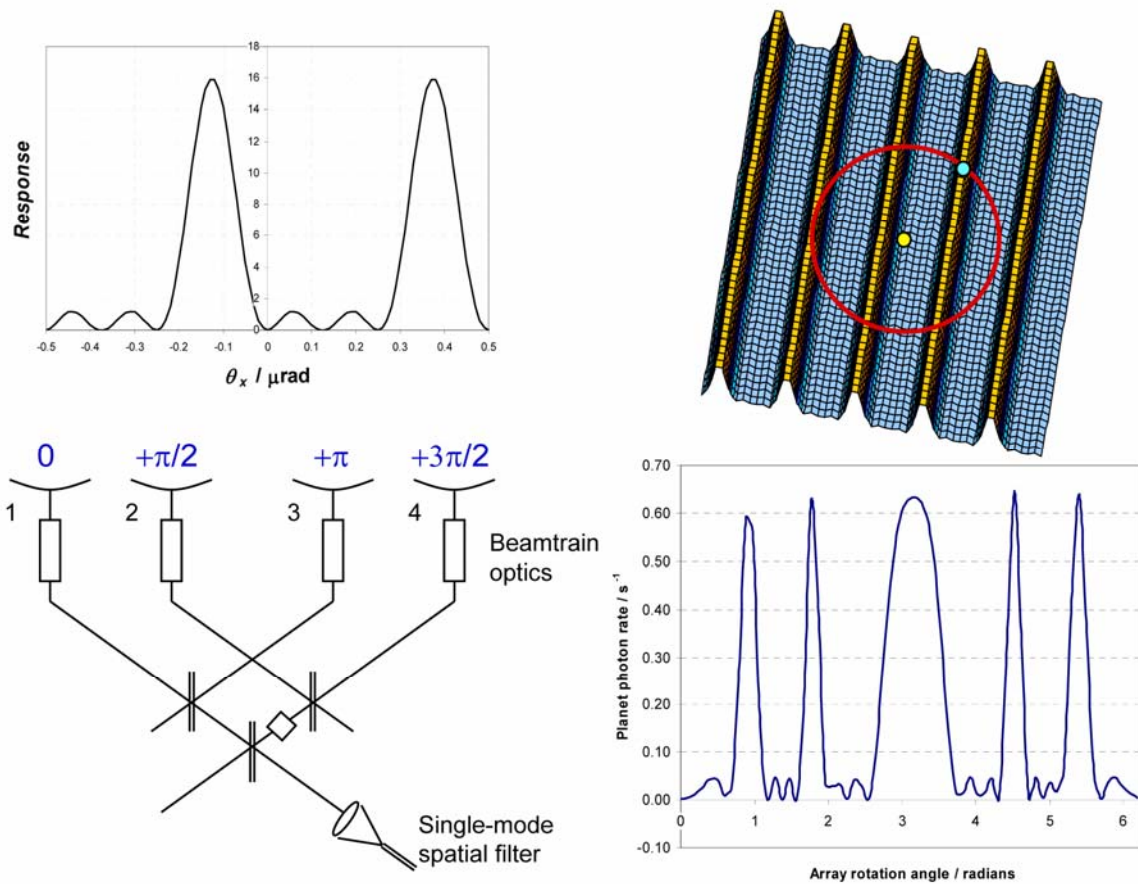 18
16
14
12
10
8
6
4
2
0
Response
-0.5 -0.4 -0.3 -0.2 -0.1 0 0.1 0.2 0.3 0.4 0.5
θx / μrad
0 +π/2 +π +3π/2
1 2 3 4
Beamtrain
optics
Single-mode
spatial filter
0.70
0.60
0.50
0.40
0.30
0.20
0.10
0.00
-0.10
Planet photon rate / s⁻¹
0 1 2 3 4 5 6
Array rotation angle / radians